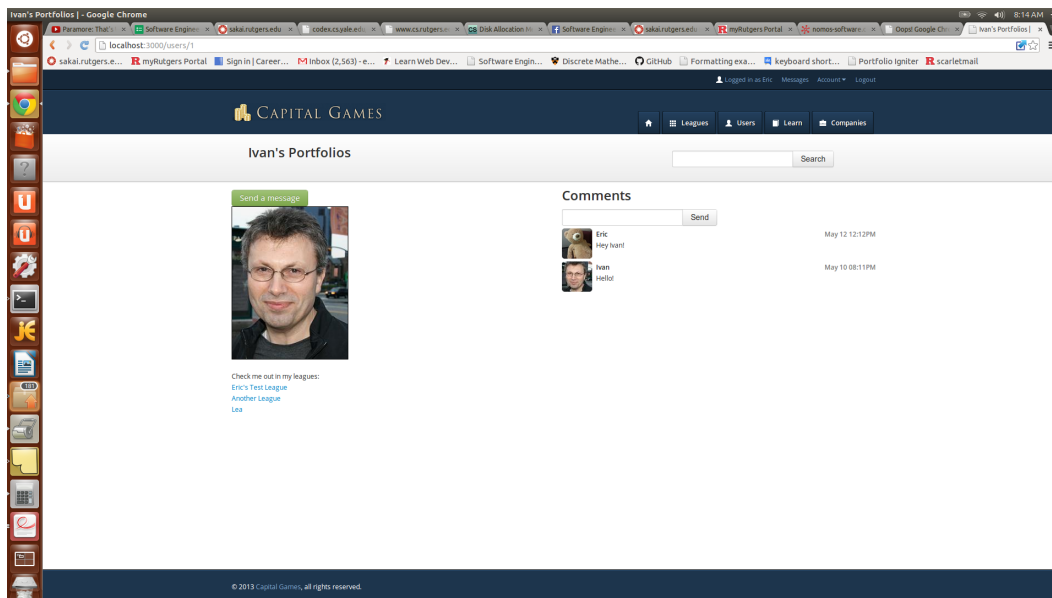 Ivan's Portfolios | - Google Chrome
8:14 AM
Paramore: That's
Software Enginee
sakai.rutgers.edu
codex.cs.yale.edu
www.cs.rutgers.e
CS Disk Allocation M
Software Enginee
sakai.rutgers.edu
myRutgers Portal
nomos-software
Oops! Google Chr
Ivan's Portfolios |
localhost:3000/users/1
sakai.rutgers.e...
R myRutgers Portal
Sign in | Career...
Inbox (2,563) - e...
Learn Web Dev...
Software Engin...
Discrete Mathe...
GitHub
Formatting exa...
keyboard short...
Portfolio Igniter
R scarletmail
Logged in as Eric Messages Account Logout
CAPITAL GAMES
Leagues Users Learn Companies
Ivan's Portfolios
Search
Send a message
Comments
Send
Eric May 12 12:12PM
Hey Ivan!
Ivan May 10 08:11PM
Hello!
Check me out in my leagues:
Eric's Test League
Another League
Lea
© 2013 Capital Games, all rights reserved.